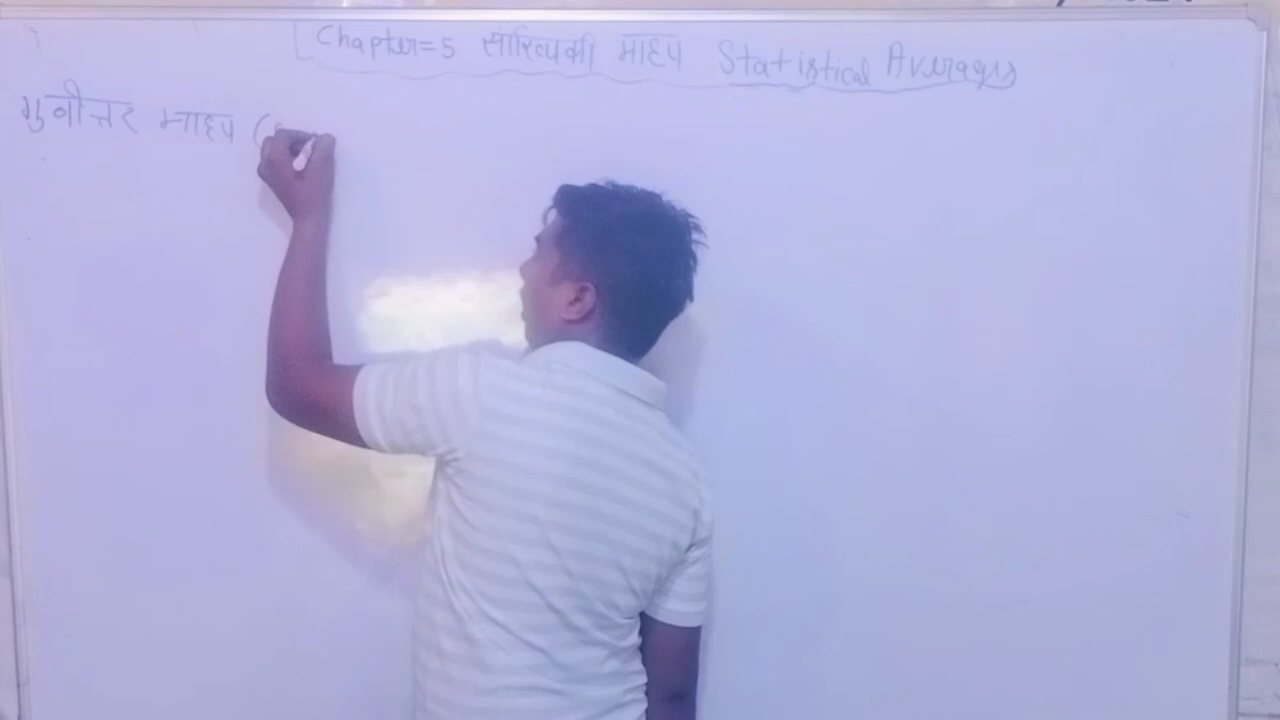 Chapter=5 सांख्यिकी माध्य Statistical Averages
गुनोत्तर माध्य (